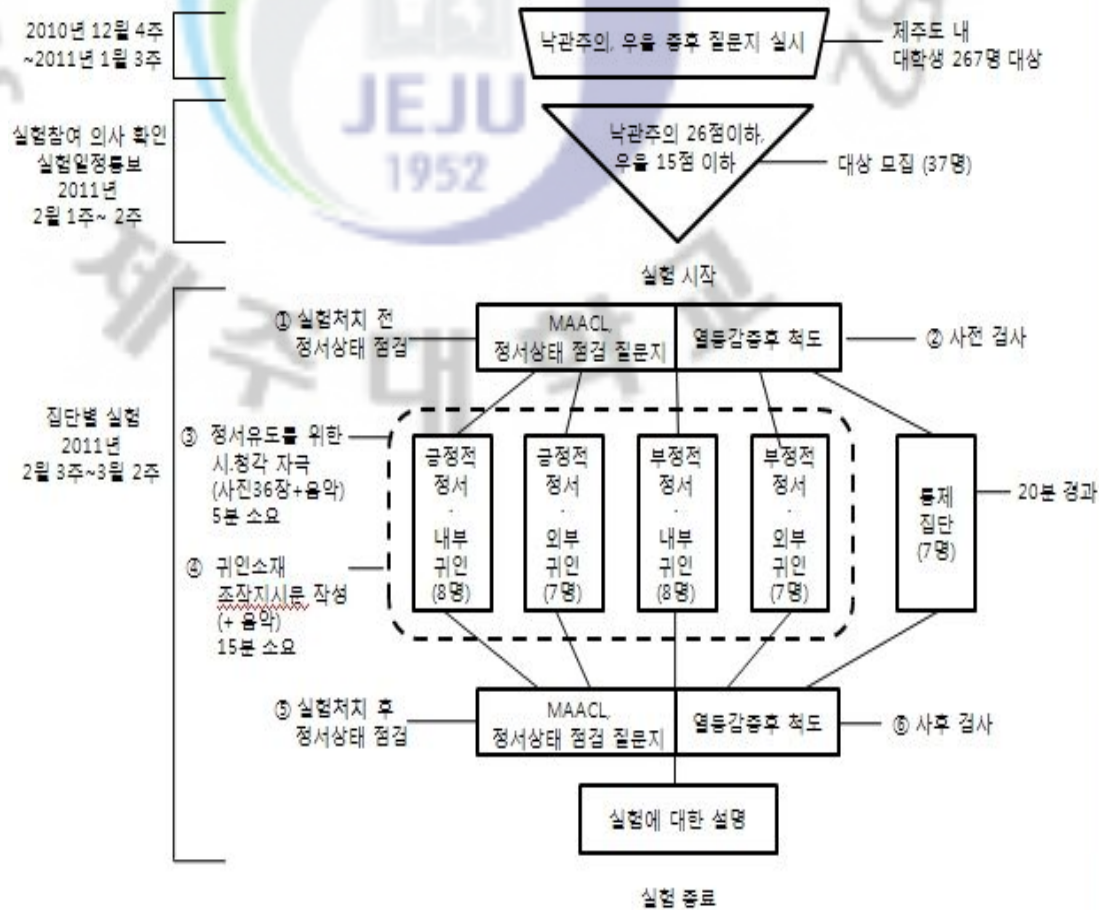 2010년 12월 4주
~2011년 1월 3주
낙관주의, 우울 증후 질문지 실시
제주도 내
대학생 267명 대상
JEJU
1952
실험참여 의사 확인
실험일정통보
2011년
2월 1주~ 2주
낙관주의 26점이하,
우울 15점 이하
대상 모집 (37명)
실험 시작
제주대학교
① 실험처치 전
정서상태 점검
MAACL,
정서상태 점검 질문지
열등감증후 척도
② 사전 검사
집단별 실험
2011년
2월 3주~3월 2주
③ 정서유도를 위한
시.청각 자극
(사진36장+음악)
5분 소요
④ 귀인소재
조작지시문 작성
(+ 음악)
15분 소요
긍정적
정서
·
내부
귀인
(8명)
긍정적
정서
·
외부
귀인
(7명)
부정적
정서
·
내부
귀인
(8명)
부정적
정서
·
외부
귀인
(7명)
통제
집단
(7명)
20분 경과
⑤ 실험처치 후
정서상태 점검
MAACL,
정서상태 점검 질문지
열등감증후 척도
⑥ 사후 검사
실험에 대한 설명
실험 종료